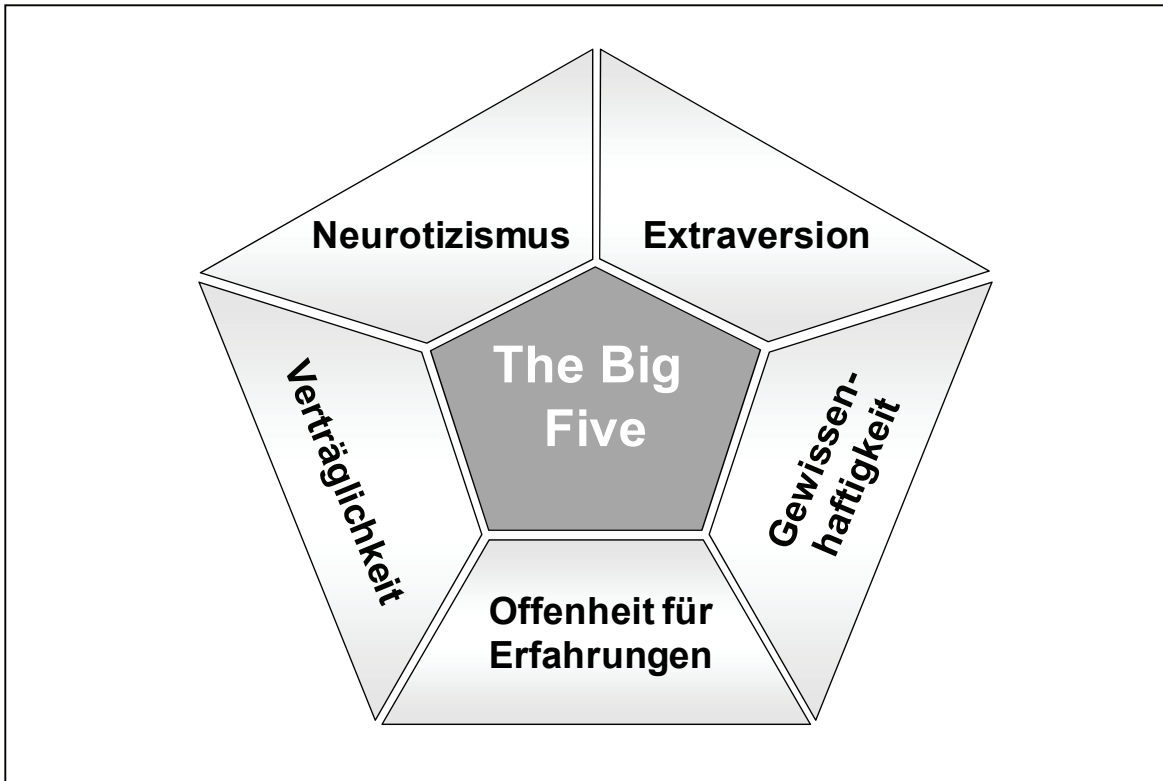 Neurotizismus
Extraversion
The Big
Five
Verträglichkeit
Gewissen-
haftigkeit
Offenheit für
Erfahrungen